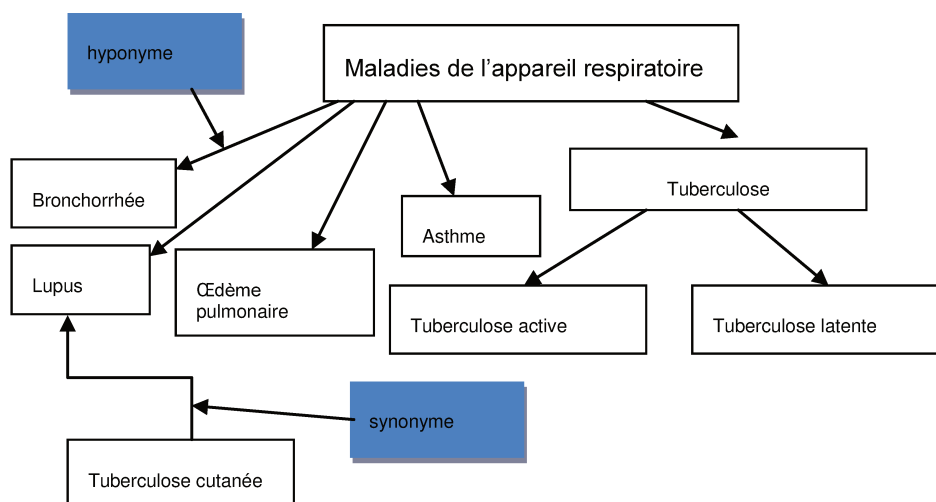 hyponyme
Maladies de l’appareil respiratoire
Bronchorrhée
Tuberculose
Asthme
Lupus
Œdème
pulmonaire
Tuberculose active
Tuberculose latente
synonyme
Tuberculose cutanée